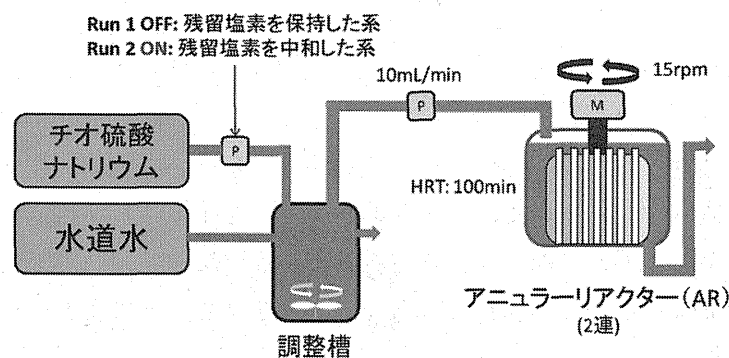 Run 1 OFF: 残留塩素を保持した系
Run 2 ON: 残留塩素を中和した系
10mL/min
15rpm
P
M
チオ硫酸
ナトリウム
P
HRT: 100min
水道水
アニュラーリアクター(AR)
(2連)
調整槽